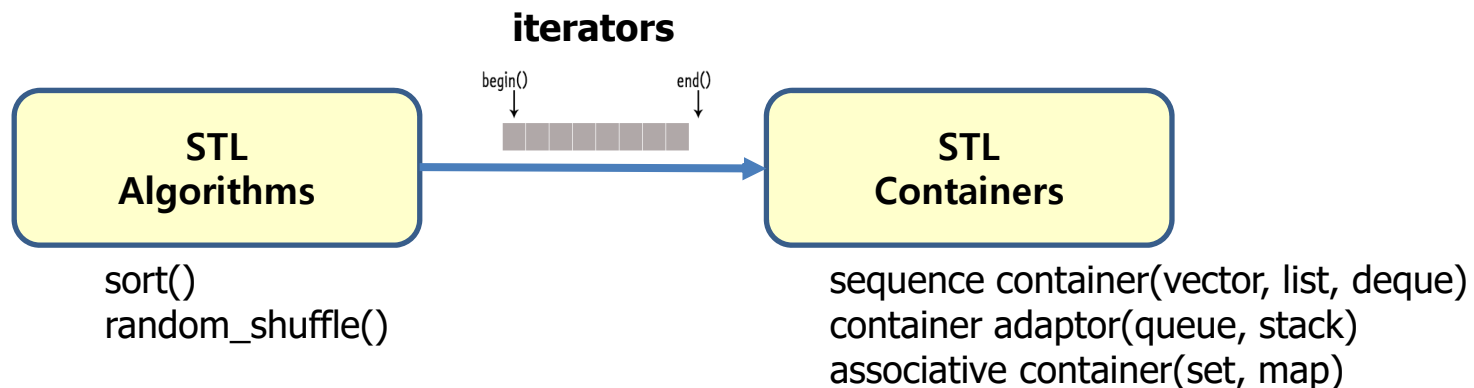 iterators
begin()
end()
STL
Algorithms
STL
Containers
sort()
random_shuffle()
sequence container(vector, list, deque)
container adaptor(queue, stack)
associative container(set, map)